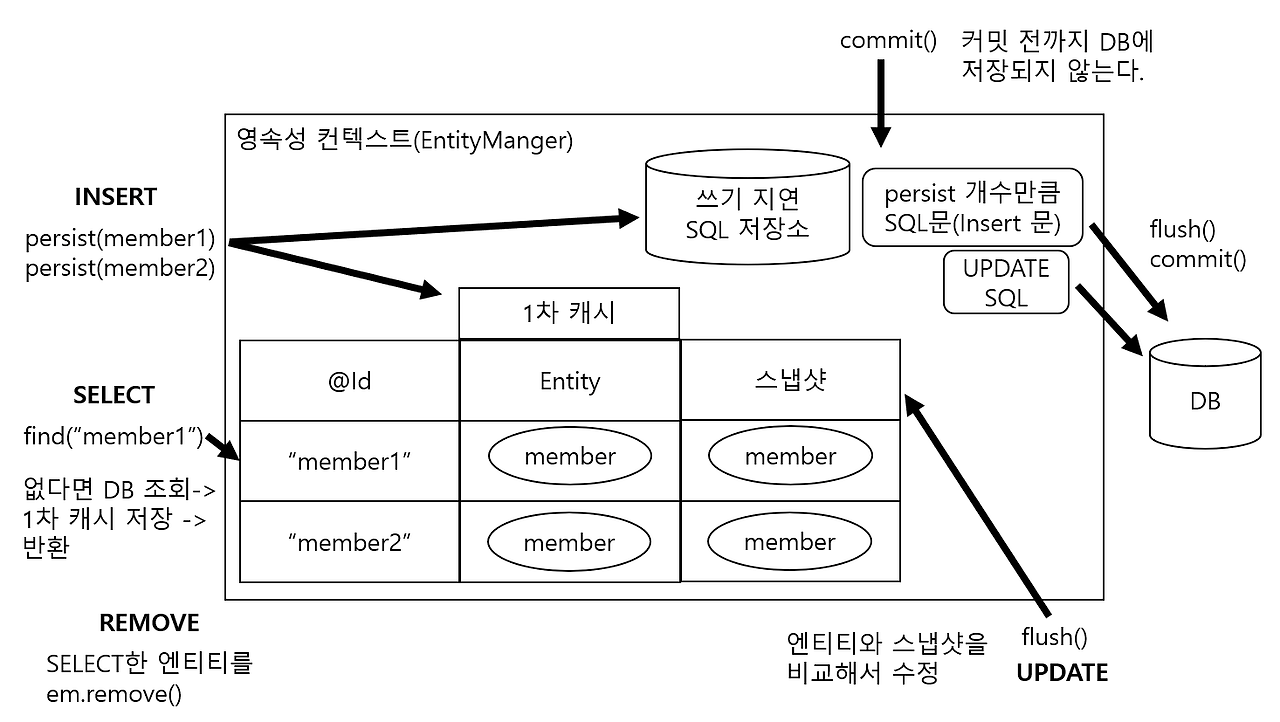 commit()
커밋 전까지 DB에
저장되지 않는다.
영속성 컨텍스트(EntityManger)
쓰기 지연
SQL 저장소
persist 개수만큼
SQL문(Insert 문)
UPDATE
SQL
flush()
commit()
DB
INSERT
persist(member1)
persist(member2)
1차 캐시
@Id
Entity
스냅샷
“member1”
member
member
“member2”
member
member
SELECT
find(“member1”)
없다면 DB 조회->
1차 캐시 저장 ->
반환
REMOVE
SELECT한 엔티티를
em.remove()
엔티티와 스냅샷을
비교해서 수정
flush()
UPDATE